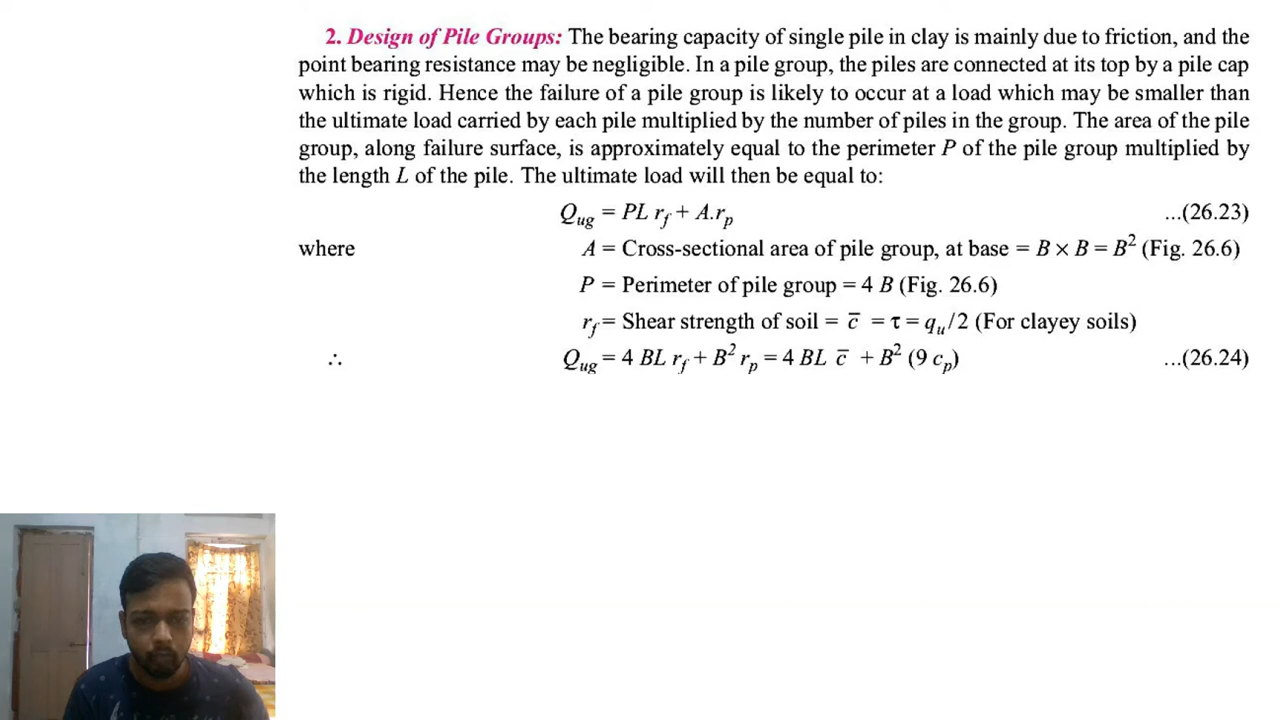 2. Design of Pile Groups: The bearing capacity of single pile in clay is mainly due to friction, and the
point bearing resistance may be negligible. In a pile group, the piles are connected at its top by a pile cap
which is rigid. Hence the failure of a pile group is likely to occur at a load which may be smaller than
the ultimate load carried by each pile multiplied by the number of piles in the group. The area of the pile
group, along failure surface, is approximately equal to the perimeter P of the pile group multiplied by
the length L of the pile. The ultimate load will then be equal to:
Q_ug = PL r_f + A.r_p ...(26.23)
where A = Cross-sectional area of pile group, at base = B × B = B² (Fig. 26.6)
P = Perimeter of pile group = 4 B (Fig. 26.6)
r_f = Shear strength of soil = c̄ = τ = q_u/2 (For clayey soils)
∴ Q_ug = 4 BL r_f + B² r_p = 4 BL c̄ + B² (9 c_p) ...(26.24)